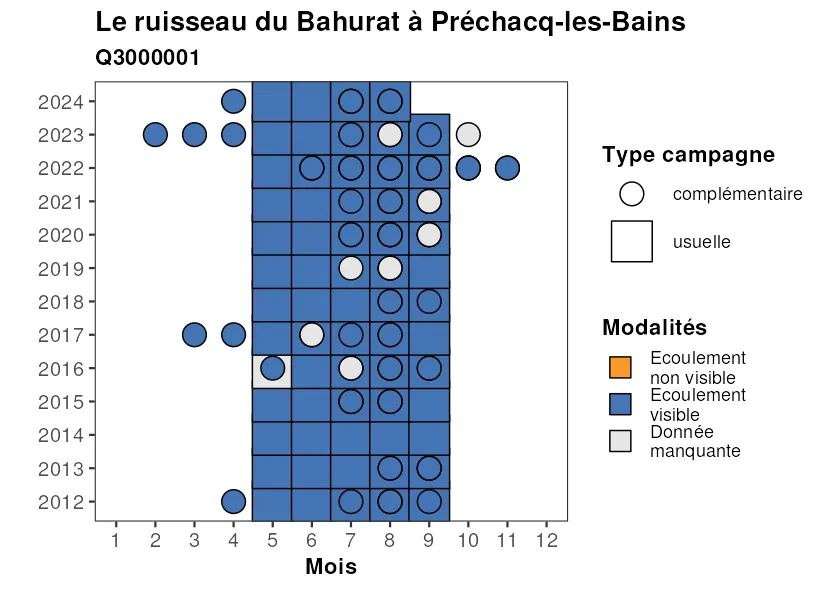 Le ruisseau du Bahurat à Préchacq-les-Bains
Q3000001
2024
2023
2022
2021
2020
2019
2018
2017
2016
2015
2014
2013
2012
1 2 3 4 5 6 7 8 9 10 11 12
Mois
Type campagne
complémentaire
usuelle
Modalités
Ecoulement
non visible
Ecoulement
visible
Donnée
manquante